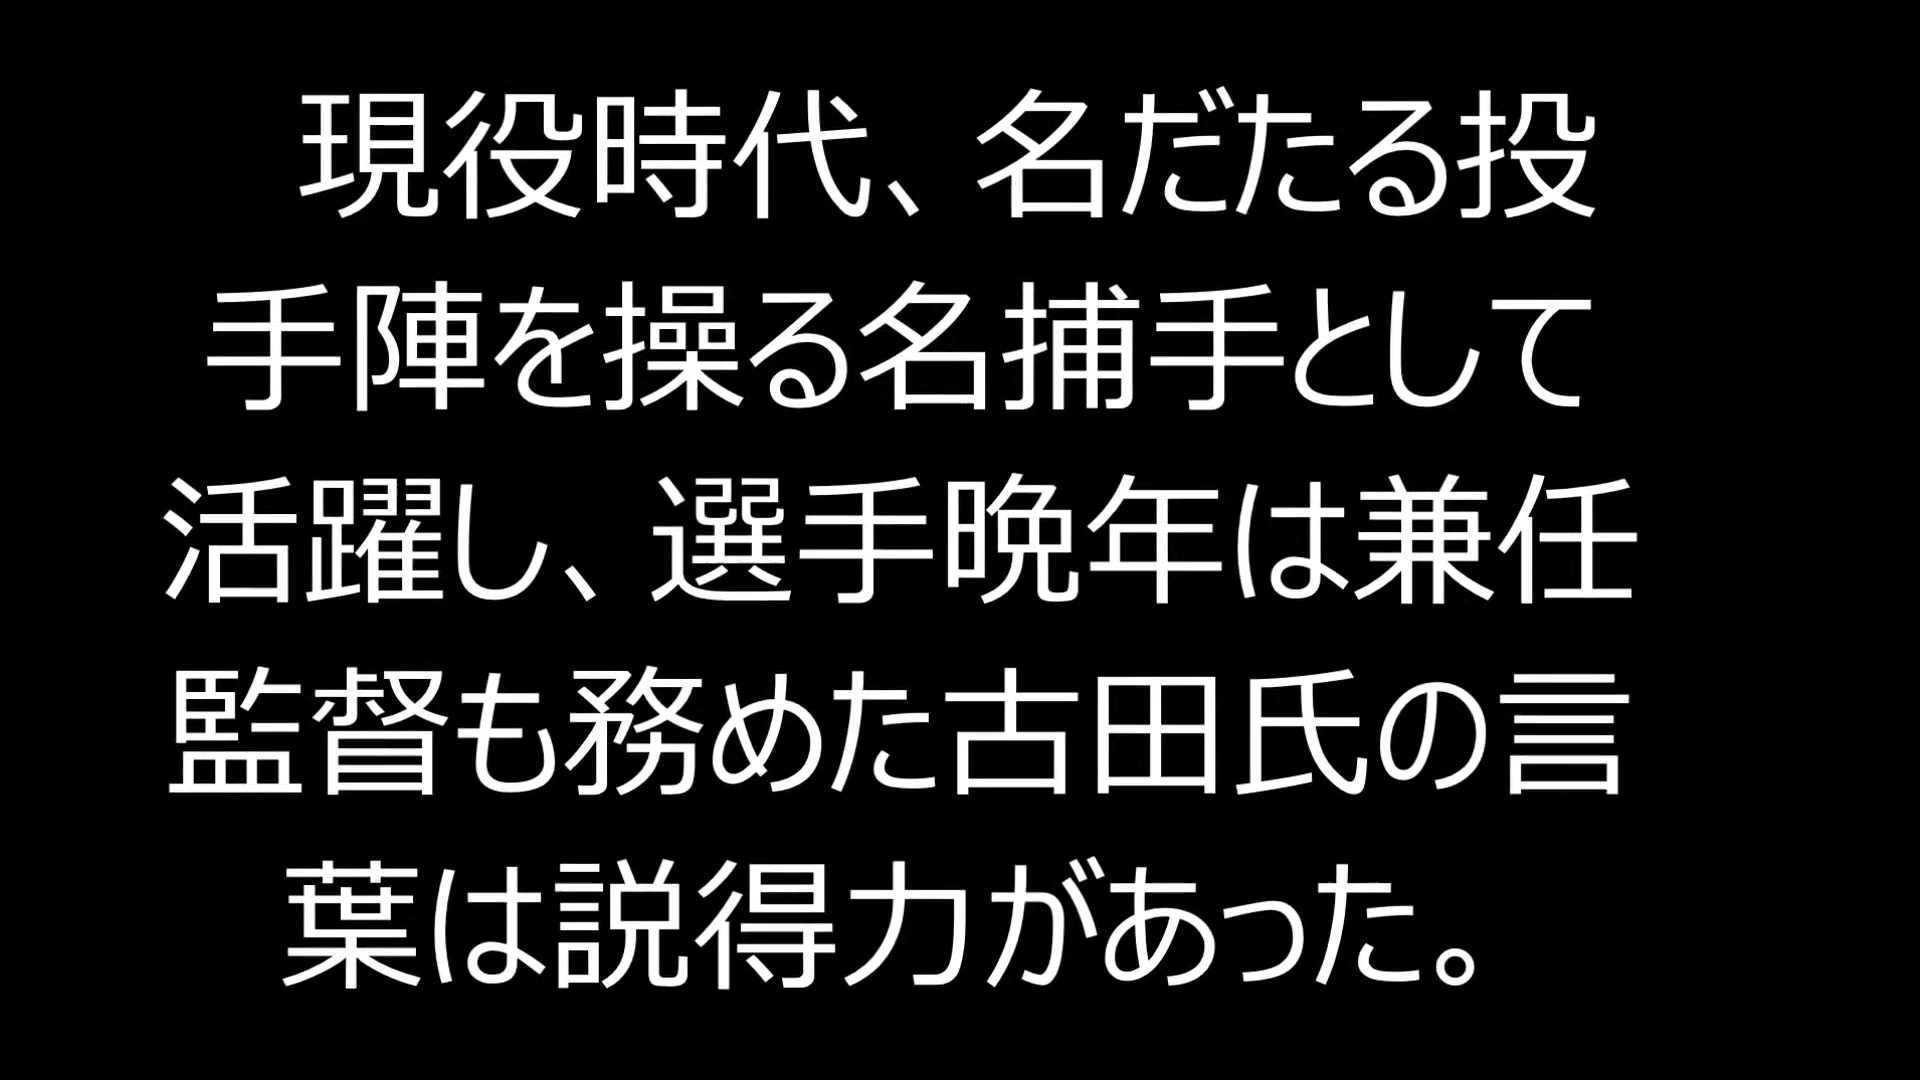 現役時代、名だたる投
手陣を操る名捕手として
活躍し、選手晩年は兼任
監督も務めた古田氏の言
葉は説得力があった。